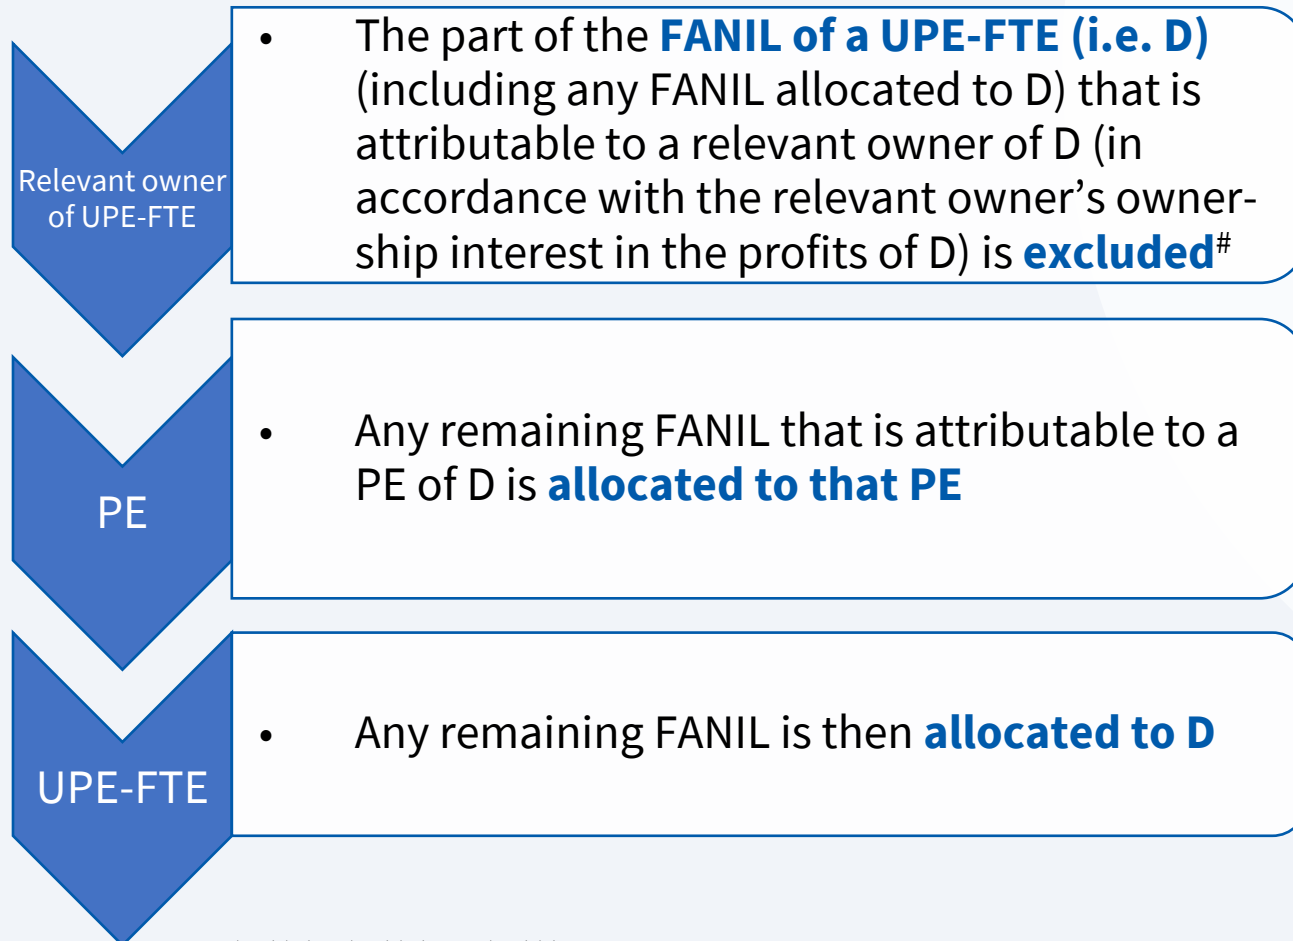 • The part of the FANIL of a UPE-FTE (i.e. D)
(including any FANIL allocated to D) that is
attributable to a relevant owner of D (in
accordance with the relevant owner’s owner-
ship interest in the profits of D) is excluded#
Relevant owner
of UPE-FTE
• Any remaining FANIL that is attributable to a
PE of D is allocated to that PE
PE
• Any remaining FANIL is then allocated to D
UPE-FTE